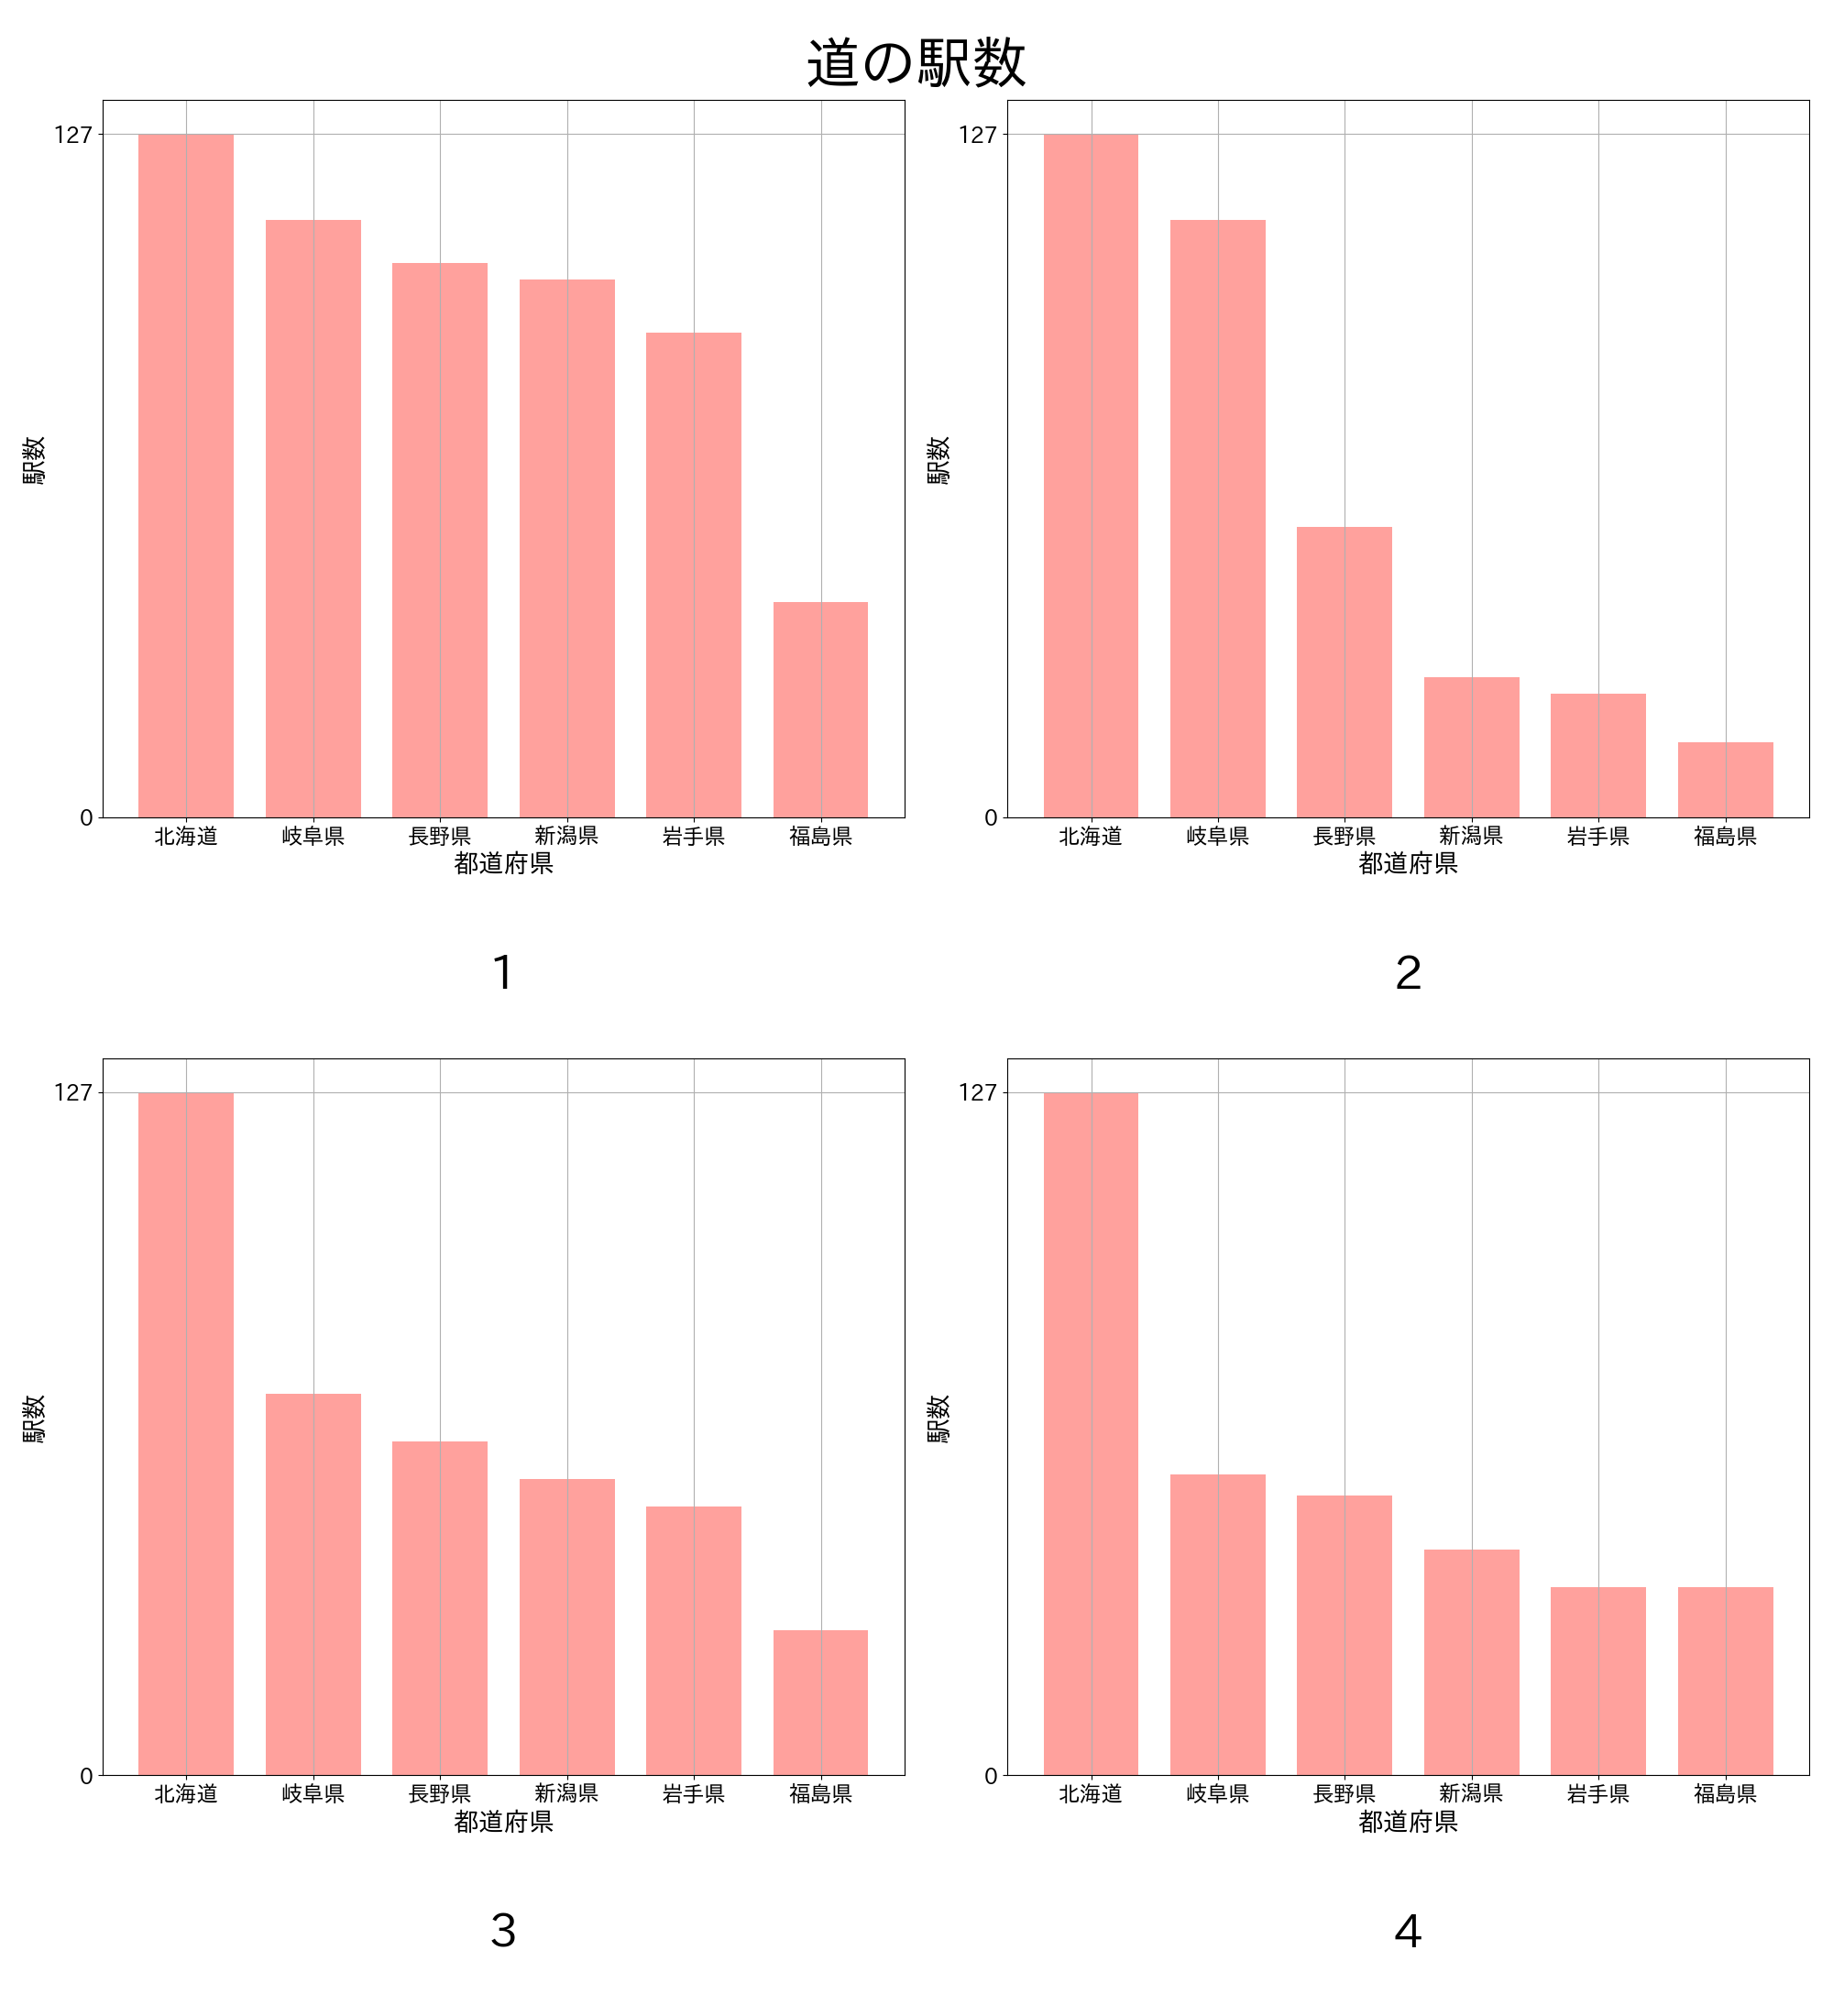 道の駅数
127
0
駅数
北海道 岐阜県 長野県 新潟県 岩手県 福島県
都道府県
1
127
0
駅数
北海道 岐阜県 長野県 新潟県 岩手県 福島県
都道府県
2
127
0
駅数
北海道 岐阜県 長野県 新潟県 岩手県 福島県
都道府県
3
127
0
駅数
北海道 岐阜県 長野県 新潟県 岩手県 福島県
都道府県
4